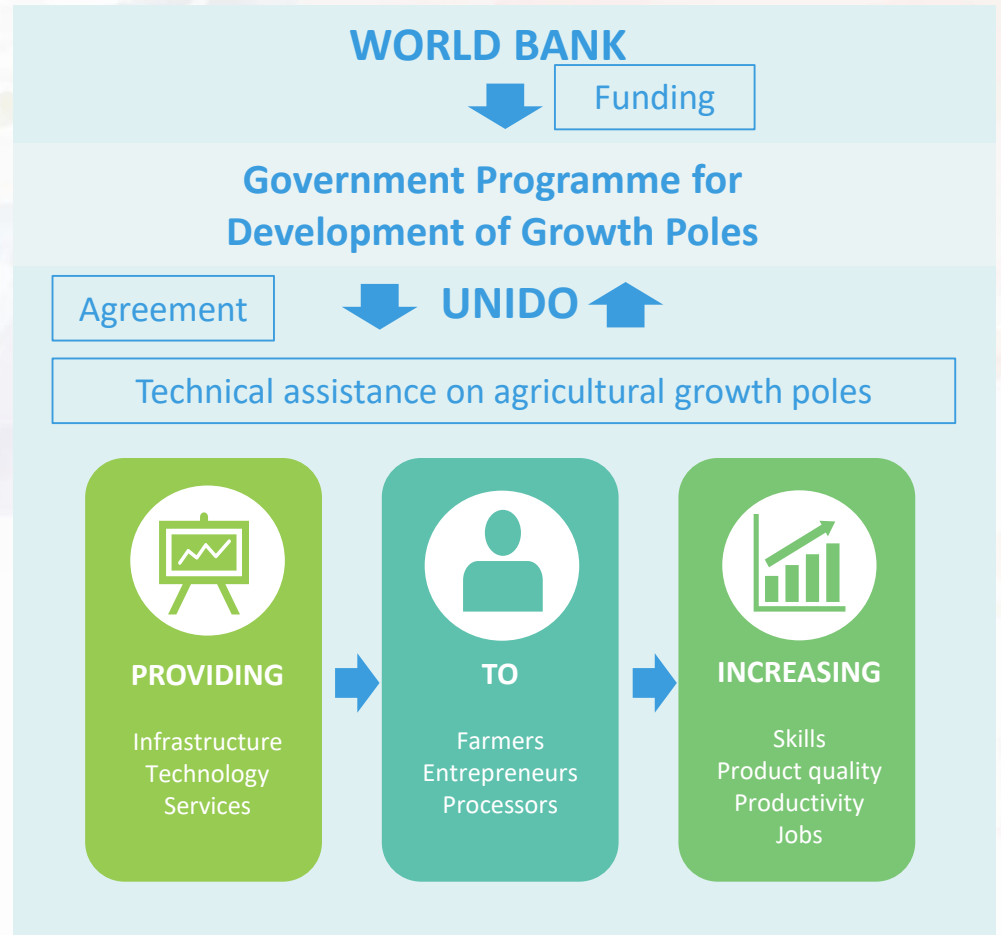 WORLD BANK
Funding
Government Programme for
Development of Growth Poles
Agreement
UNIDO
Technical assistance on agricultural growth poles
PROVIDING
Infrastructure
Technology
Services
TO
Farmers
Entrepreneurs
Processors
INCREASING
Skills
Product quality
Productivity
Jobs